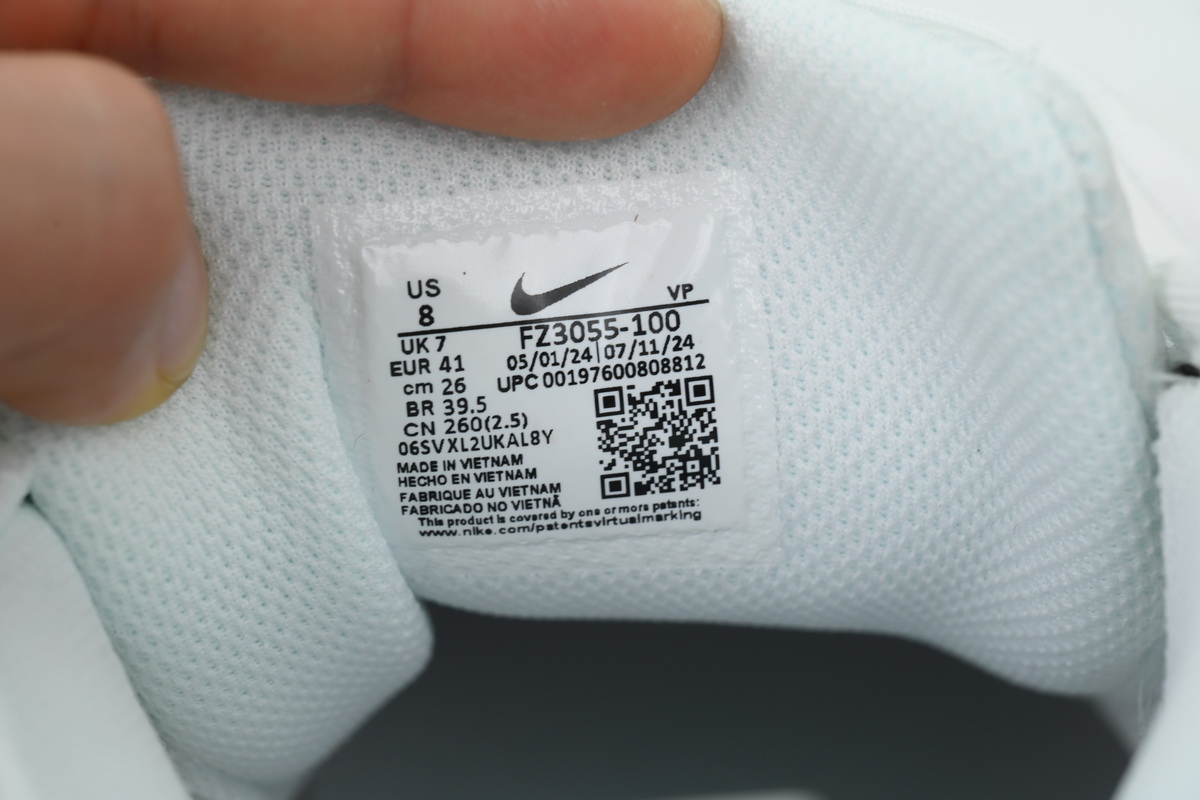 US
8
VP
UK 7
EUR 41
cm 26
BR 39.5
CN 260(2.5)
FZ3055-100
05/01/24|07/11/24
UPC 00197600808812
06SVXL2UKAL8Y
MADE IN VIETNAM
HECHO EN VIETNAM
FABRIQUE AU VIETNAM
FABRICADO NO VIETNÃ
This product is covered by one or more patents:
www.nike.com/patentsvirtualmarking